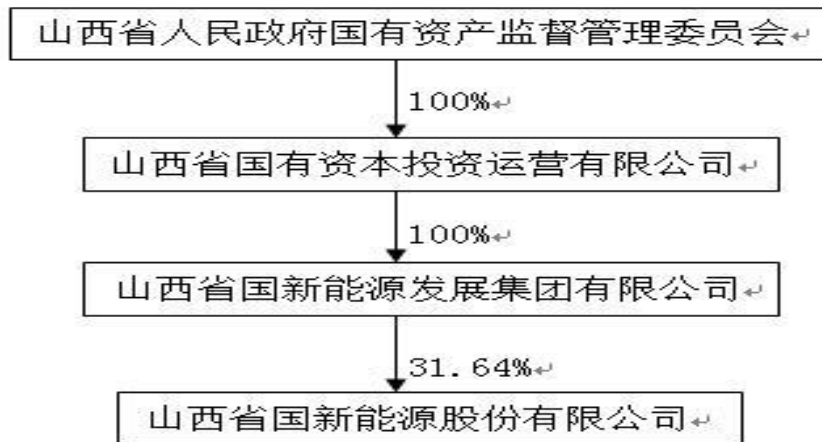 山西省人民政府国有资产监督管理委员会↵
100%↵
山西省国有资本投资运营有限公司↵
100%↵
山西省国新能源发展集团有限公司↵
31.64%↵
山西省国新能源股份有限公司↵